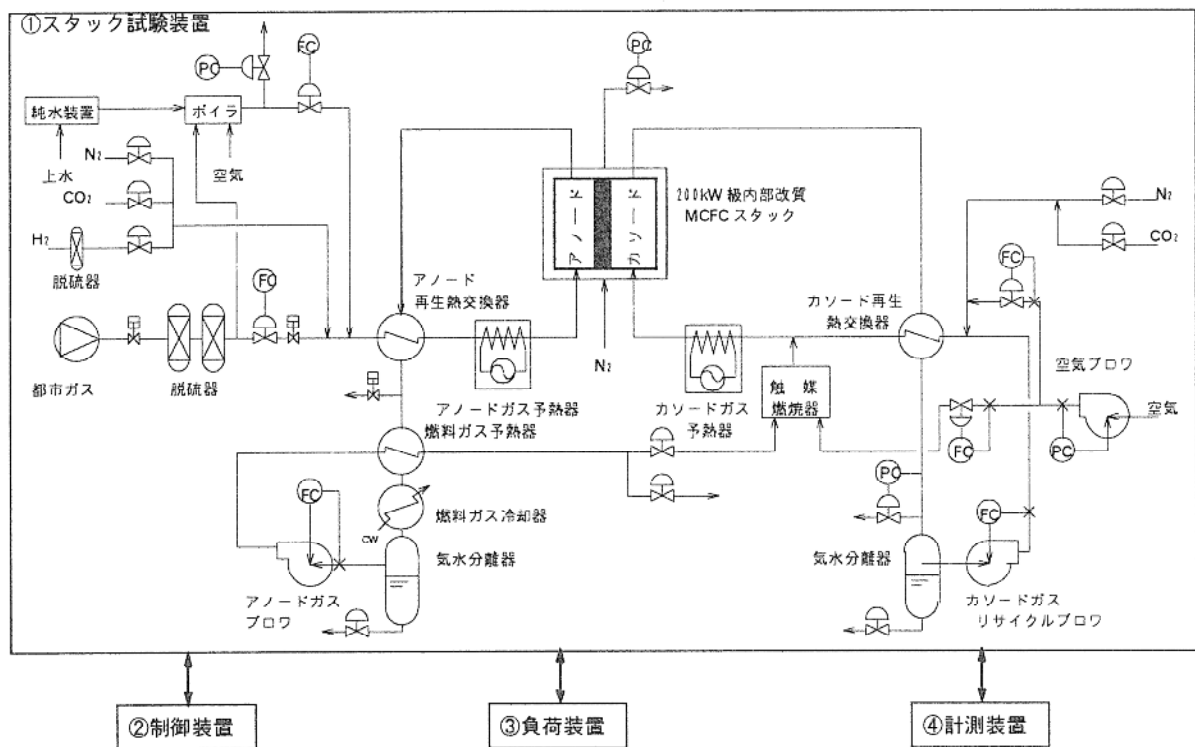 ①スタック試験装置
FC
PC
PC
純水装置
ボイラ
N₂
上水
空気
CO₂
H₂
脱硫器
アノード
カソード
200kW 級内部改質
MCFC スタック
N₂
CO₂
FC
FC
アノード
再生熱交換器
カソード再生
熱交換器
N₂
都市ガス
脱硫器
アノードガス予熱器
カソードガス
予熱器
触媒
燃焼器
空気ブロワ
空気
燃料ガス予熱器
FC
PC
PC
FC
燃料ガス冷却器
CW
FC
気水分離器
気水分離器
アノードガス
ブロワ
カソードガス
リサイクルブロワ
②制御装置
③負荷装置
④計測装置